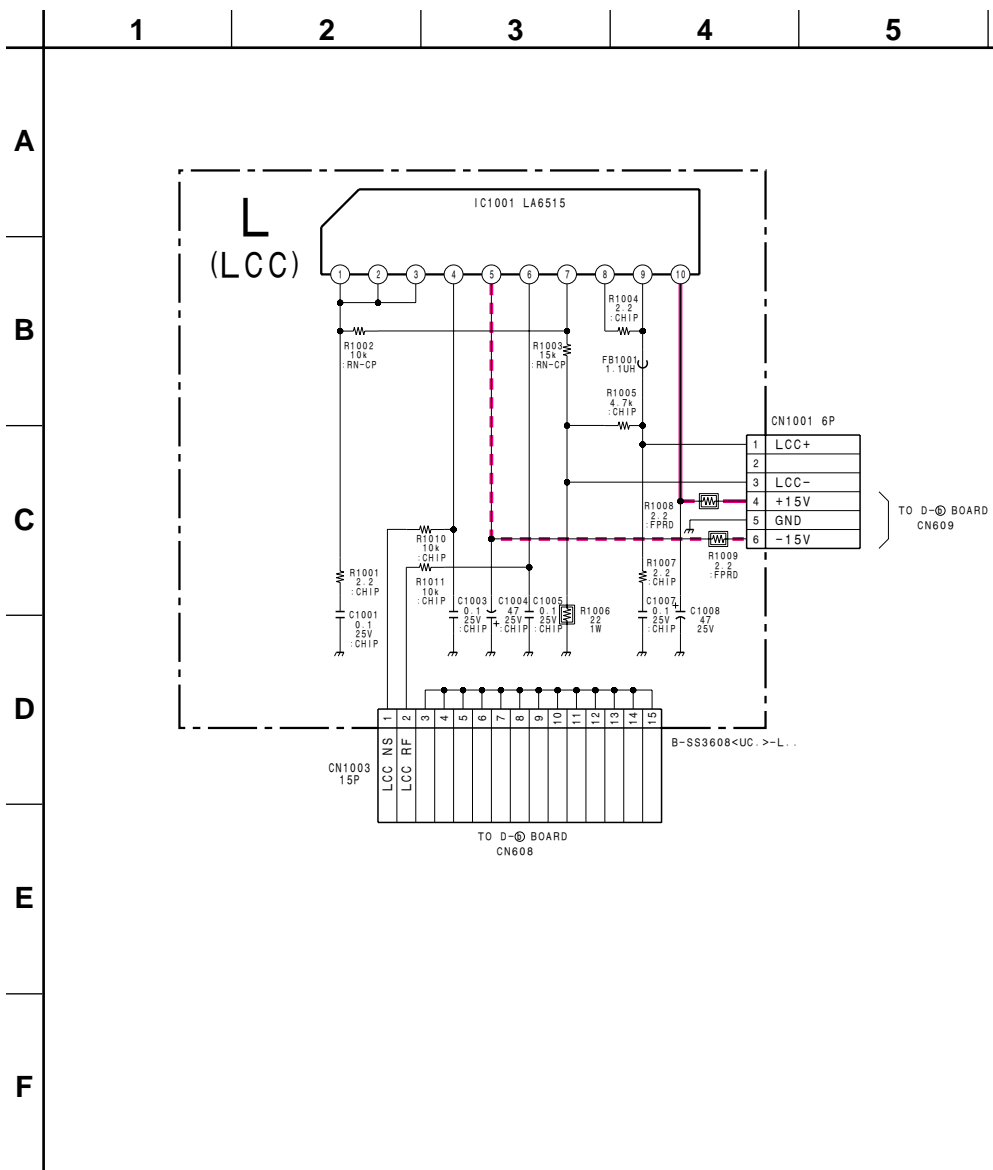 1 2 3 4 5
A
B
C
D
E
F
L
(LCC)
IC1001 LA6515
1 2 3 4 5 6 7 8 9 10
R1004
2.2
:CHIP
R1002
10k
:RN-CP
R1003
15k
:RN-CP
FB1001
1.1UH
R1005
4.7k
:CHIP
CN1001 6P
1 LCC+
2
3 LCC-
4 +15V
5 GND
6 -15V
TO D-ⓑ BOARD
CN609
R1008
2.2
:FPRD
R1009
2.2
:FPRD
R1010
10k
:CHIP
R1011
10k
:CHIP
R1001
2.2
:CHIP
R1007
2.2
:CHIP
C1001
0.1
25V
:CHIP
C1003
0.1
25V
:CHIP
C1004
47
25V
:CHIP
+
C1005
0.1
25V
:CHIP
R1006
22
1W
C1007
0.1
25V
:CHIP
+
C1008
47
25V
1 2 3 4 5 6 7 8 9 10 11 12 13 14 15
LCC NS
LCC RF
CN1003
15P
B-SS3608<UC.>-L..
TO D-ⓑ BOARD
CN608